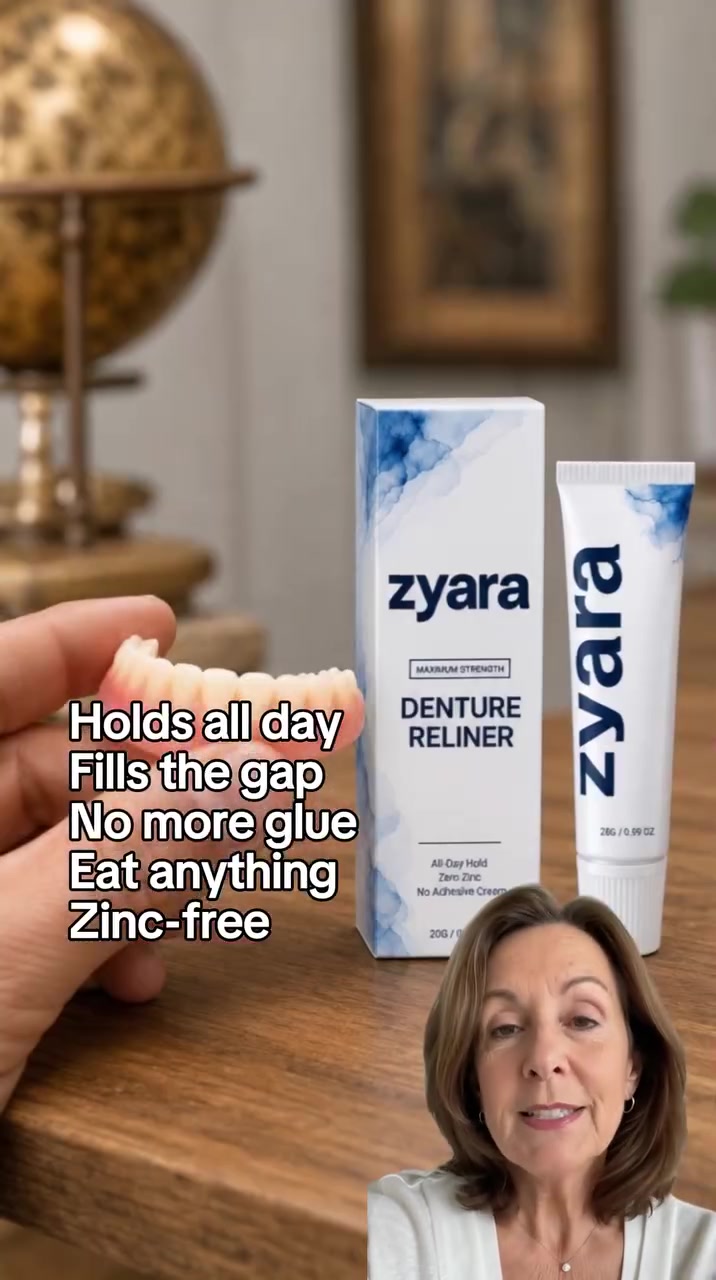 zyara
MAXIMUM STRENGTH
DENTURE
RELINER
All-Day Hold
Zero Zinc
No Adhesive Cream
20G /
zyara
28G / 0.99 OZ
Holds all day
Fills the gap
No more glue
Eat anything
Zinc-free